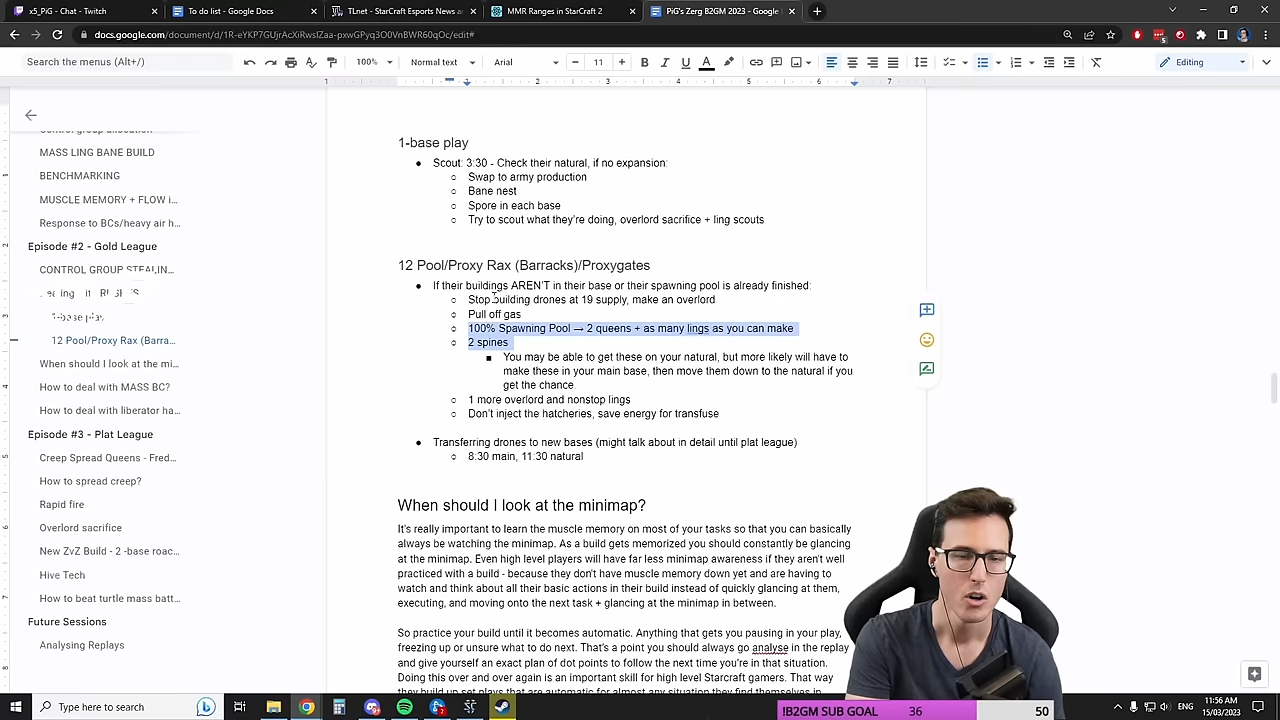 x5_PiG - Chat - Twitch
To do list - Google Docs
TLnet - StarCraft Esports News a
MMR Ranges in StarCraft 2
PiG's Zerg B2GM 2023 - Google
docs.google.com/document/d/1R-eYKP7GUjrAcXiRwsIZaa-pxwGPyq3O0VnBWR60qOc/edit#
Search the menus (Alt+/)
100%
Normal text
Arial
11
Editing
MASS LING BANE BUILD
BENCHMARKING
MUSCLE MEMORY + FLOW i...
Response to BCs/heavy air h...
Episode #2 - Gold League
CONTROL GROUP STEALIN...
12 Pool/Proxy Rax (Barra...
When should I look at the mi...
How to deal with MASS BC?
How to deal with liberator ha...
Episode #3 - Plat League
Creep Spread Queens - Fred...
How to spread creep?
Rapid fire
Overlord sacrifice
New ZvZ Build - 2 -base roac...
Hive Tech
How to beat turtle mass batt...
Future Sessions
Analysing Replays
1-base play
Scout: 3:30 - Check their natural, if no expansion:
Swap to army production
Bane nest
Spore in each base
Try to scout what they're doing, overlord sacrifice + ling scouts
12 Pool/Proxy Rax (Barracks)/Proxygates
If their buildings AREN'T in their base or their spawning pool is already finished:
Stop building drones at 19 supply, make an overlord
Pull off gas
100% Spawning Pool → 2 queens + as many lings as you can make
2 spines
You may be able to get these on your natural, but more likely will have to
make these in your main base, then move them down to the natural if you
get the chance.
1 more overlord and nonstop lings
Don't inject the hatcheries, save energy for transfuse
Transferring drones to new bases (might talk about in detail until plat league)
8:30 main, 11:30 natural
When should I look at the minimap?
It's really important to learn the muscle memory on most of your tasks so that you can basically
always be watching the minimap. As a build gets memorized you should constantly be glancing
at the minimap. Even high level players will have far less minimap awareness if they aren't well
practiced with a build - because they don't have muscle memory down yet and are having to
watch and think about all their basic actions in their build instead of quickly glancing at them,
executing, and moving onto the next task + glancing at the minimap in between.
So practice your build until it becomes automatic. Anything that gets you pausing in your play,
freezing up or unsure what to do next. That's a point you should always go analyse in the replay
and give yourself an exact plan of dot points to follow the next time you're in that situation.
Doing this over and over again is an important skill for high level Starcraft gamers. That way
they build up set plays that are automatic for almost any situation they find themselves in
Type here to search
11:56 AM
15/03/2023
!B2GM SUB GOAL 36 50